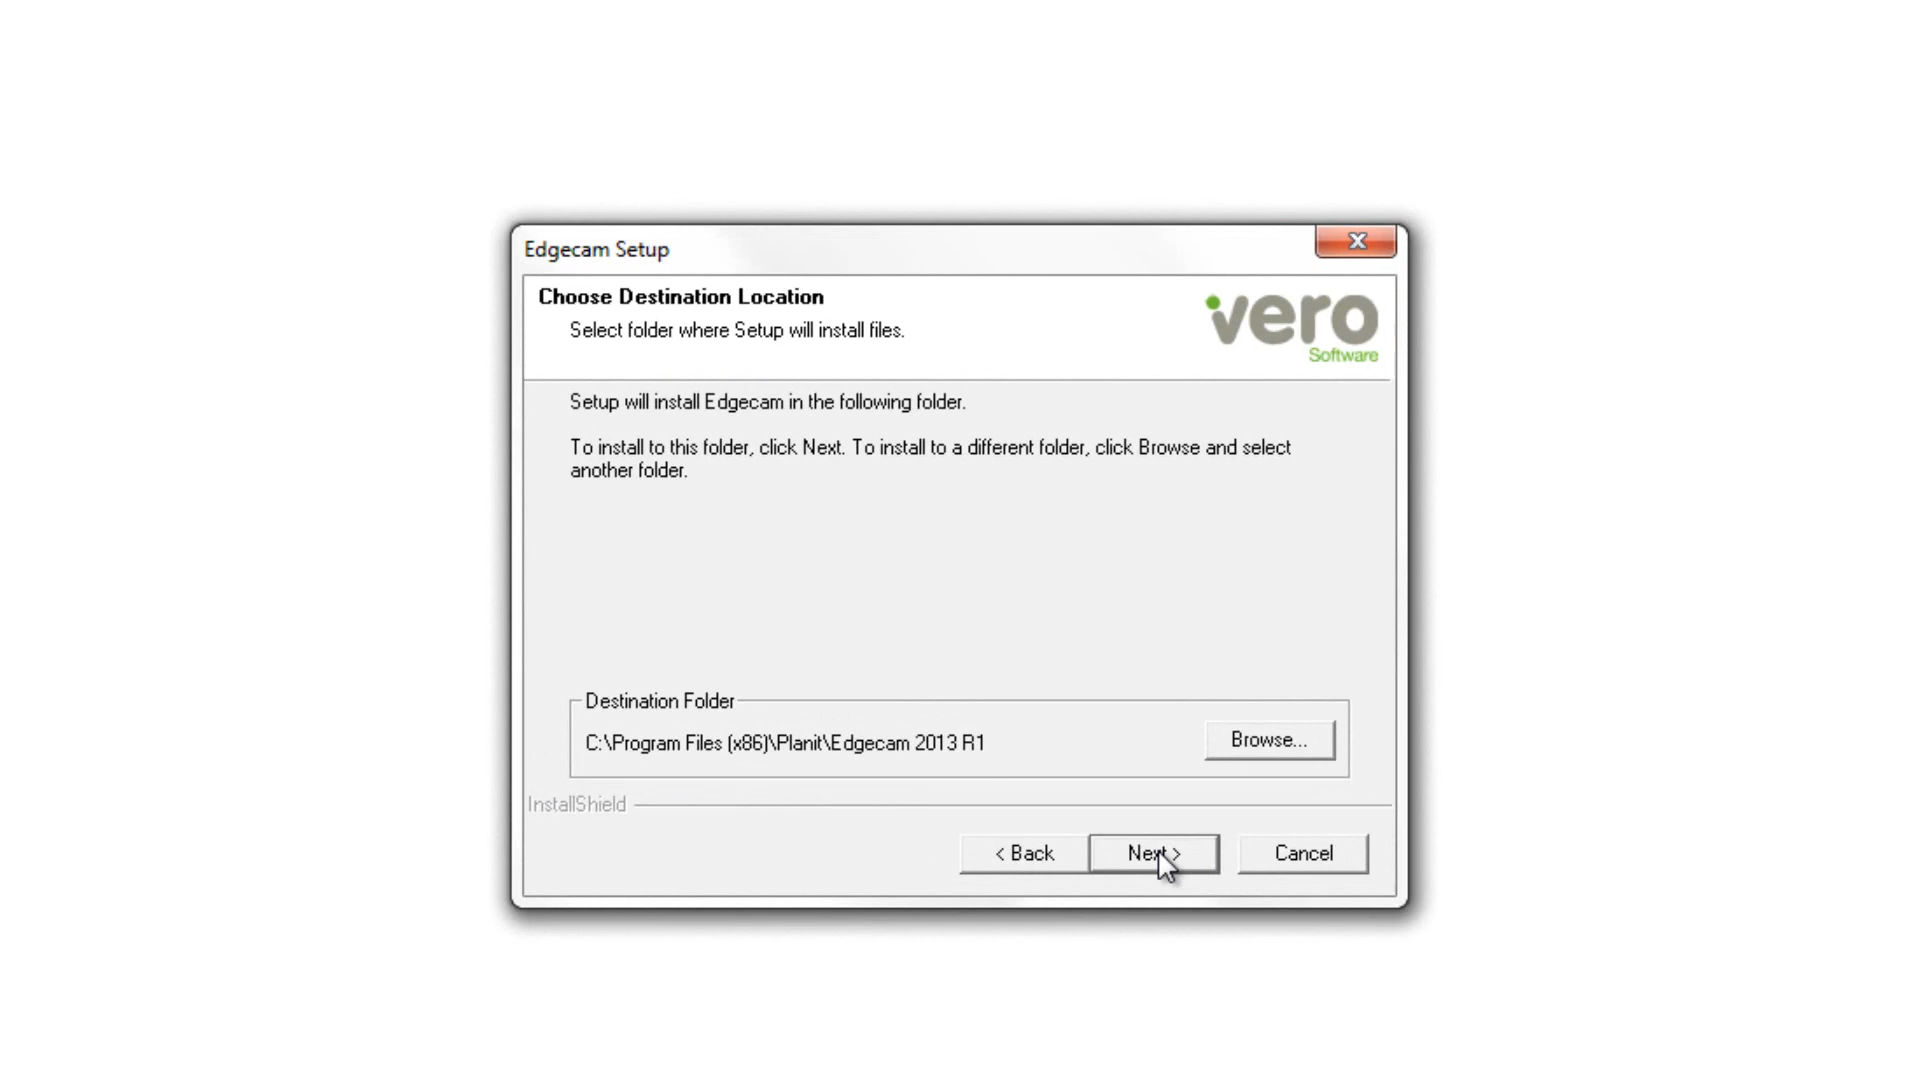 Edgecam Setup
Choose Destination Location
Select folder where Setup will install files.
vero
Software
Setup will install Edgecam in the following folder.
To install to this folder, click Next. To install to a different folder, click Browse and select
another folder.
Destination Folder
C:\Program Files (x86)\Planit\Edgecam 2013 R1
Browse...
InstallShield
< Back
Next >
Cancel